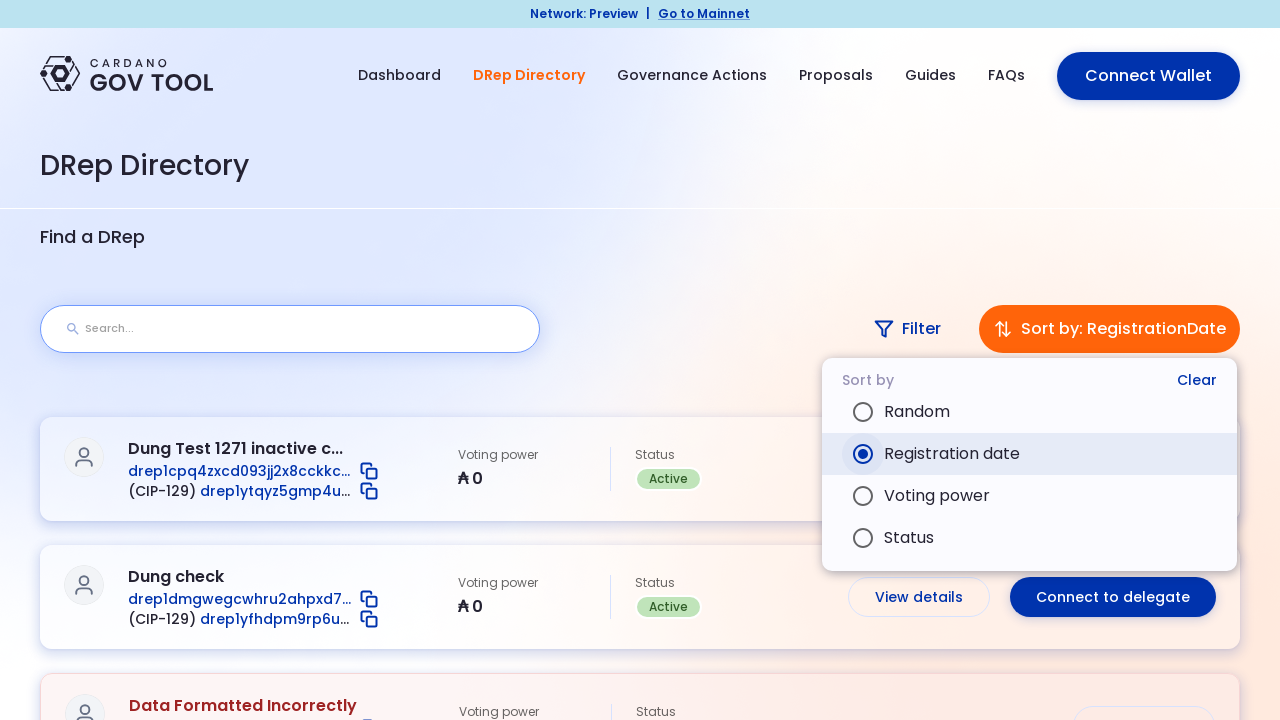 Network: Preview | Go to Mainnet
CARDANO
GOV TOOL
Dashboard
DRep Directory
Governance Actions
Proposals
Guides
FAQs
Connect Wallet
DRep Directory
Find a DRep
Search...
Filter
Sort by: RegistrationDate
Sort by
Clear
Random
Registration date
Voting power
Status
Dung Test 1271 inactive c...
drep1cpq4zxcd093jj2x8cckkc...
(CIP-129) drep1ytqyz5gmp4u...
Voting power
₳ 0
Status
Active
Dung check
drep1dmgwegcwhru2ahpxd7...
(CIP-129) drep1yfhdpm9rp6u...
Voting power
₳ 0
Status
Active
View details
Connect to delegate
Data Formatted Incorrectly
Voting power
Status